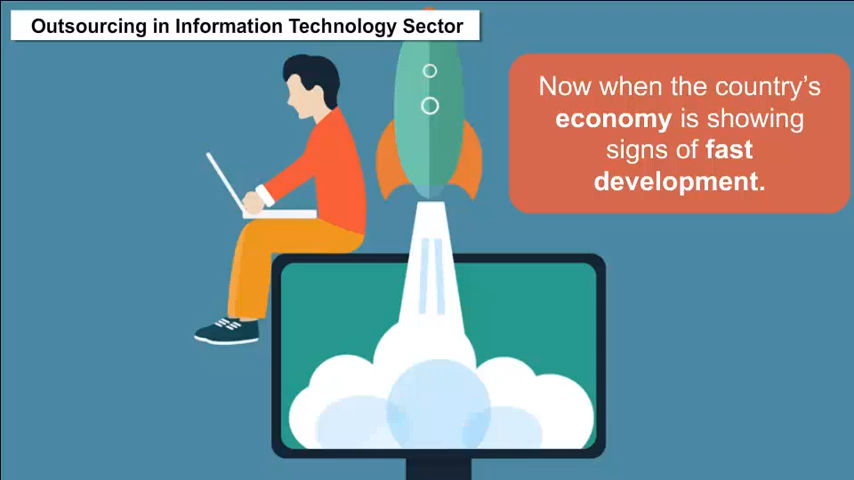 Outsourcing in Information Technology Sector
Now when the country’s
economy is showing
signs of fast
development.